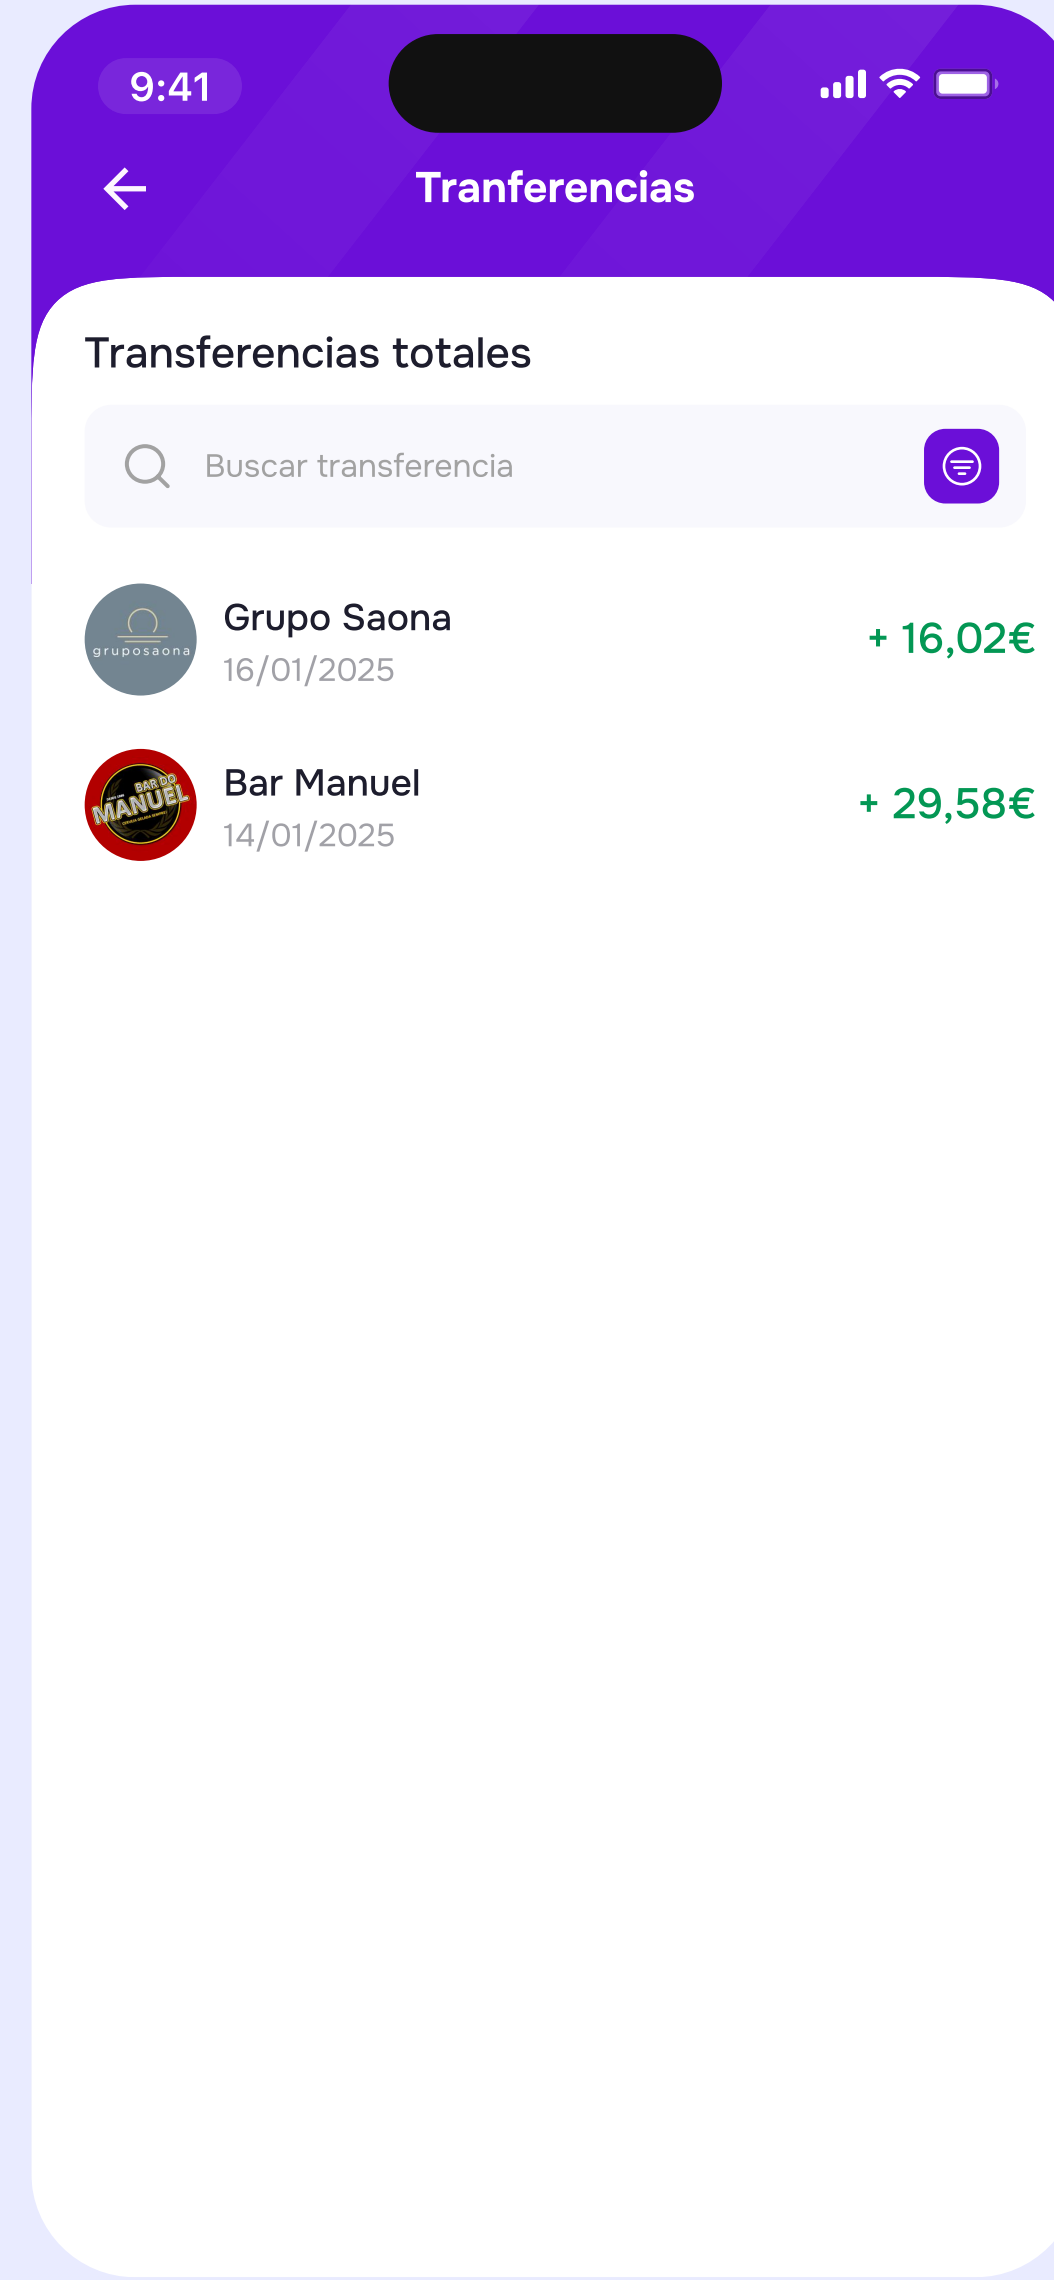 9:41
Tranferencias
Transferencias totales
Buscar transferencia
gruposaona
Grupo Saona
16/01/2025
+ 16,02€
BAR DO
MANUEL
Bar Manuel
14/01/2025
+ 29,58€